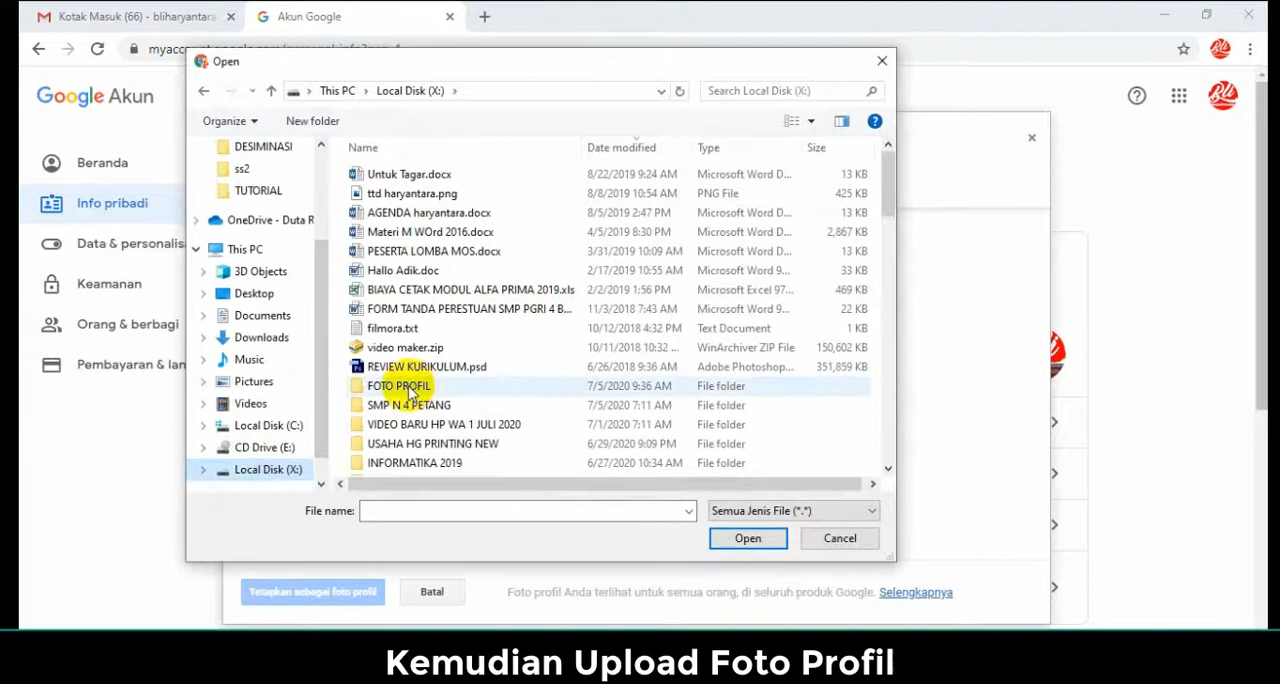 Kotak Masuk (66) - bliharyantara
Akun Google
Google Akun
Beranda
Info pribadi
Data & personalis
Keamanan
Orang & berbagi
Pembayaran & lan
Open
This PC > Local Disk (X:) >
Search Local Disk (X:)
Organize
New folder
DESIMINASI
ss2
TUTORIAL
OneDrive - Duta R
This PC
3D Objects
Desktop
Documents
Downloads
Music
Pictures
Videos
Local Disk (C:)
CD Drive (E:)
Local Disk (X:)
Name Date modified Type Size
Untuk Tagar.docx 8/22/2019 9:24 AM Microsoft Word D... 13 KB
ttd haryantara.png 8/8/2019 10:54 AM PNG File 425 KB
AGENDA haryantara.docx 8/5/2019 2:47 PM Microsoft Word D... 13 KB
Materi M WOrd 2016.docx 4/5/2019 8:30 PM Microsoft Word D... 2,867 KB
PESERTA LOMBA MOS.docx 3/31/2019 10:09 AM Microsoft Word D... 13 KB
Hallo Adik.doc 2/17/2019 10:55 AM Microsoft Word 9... 33 KB
BIAYA CETAK MODUL ALFA PRIMA 2019.xls 2/2/2019 1:56 PM Microsoft Excel 97... 469 KB
FORM TANDA PERESTUAN SMP PGRI 4 B... 11/3/2018 7:43 AM Microsoft Word 9... 22 KB
filmora.txt 10/12/2018 4:32 PM Text Document 1 KB
video maker.zip 10/11/2018 10:32 ... WinArchiver ZIP File 150,602 KB
REVIEW KURIKULUM.psd 6/26/2018 9:36 AM Adobe Photoshop... 351,859 KB
FOTO PROFIL 7/5/2020 9:36 AM File folder
SMP N 4 PETANG 7/5/2020 7:11 AM File folder
VIDEO BARU HP WA 1 JULI 2020 7/1/2020 7:11 AM File folder
USAHA HG PRINTING NEW 6/29/2020 9:09 PM File folder
INFORMATIKA 2019 6/27/2020 10:34 AM File folder
File name:
Semua Jenis File (*.*)
Open
Cancel
Tetapkan sebagai foto profil
Batal
Foto profil Anda terlihat untuk semua orang, di seluruh produk Google. Selengkapnya
Kemudian Upload Foto Profil